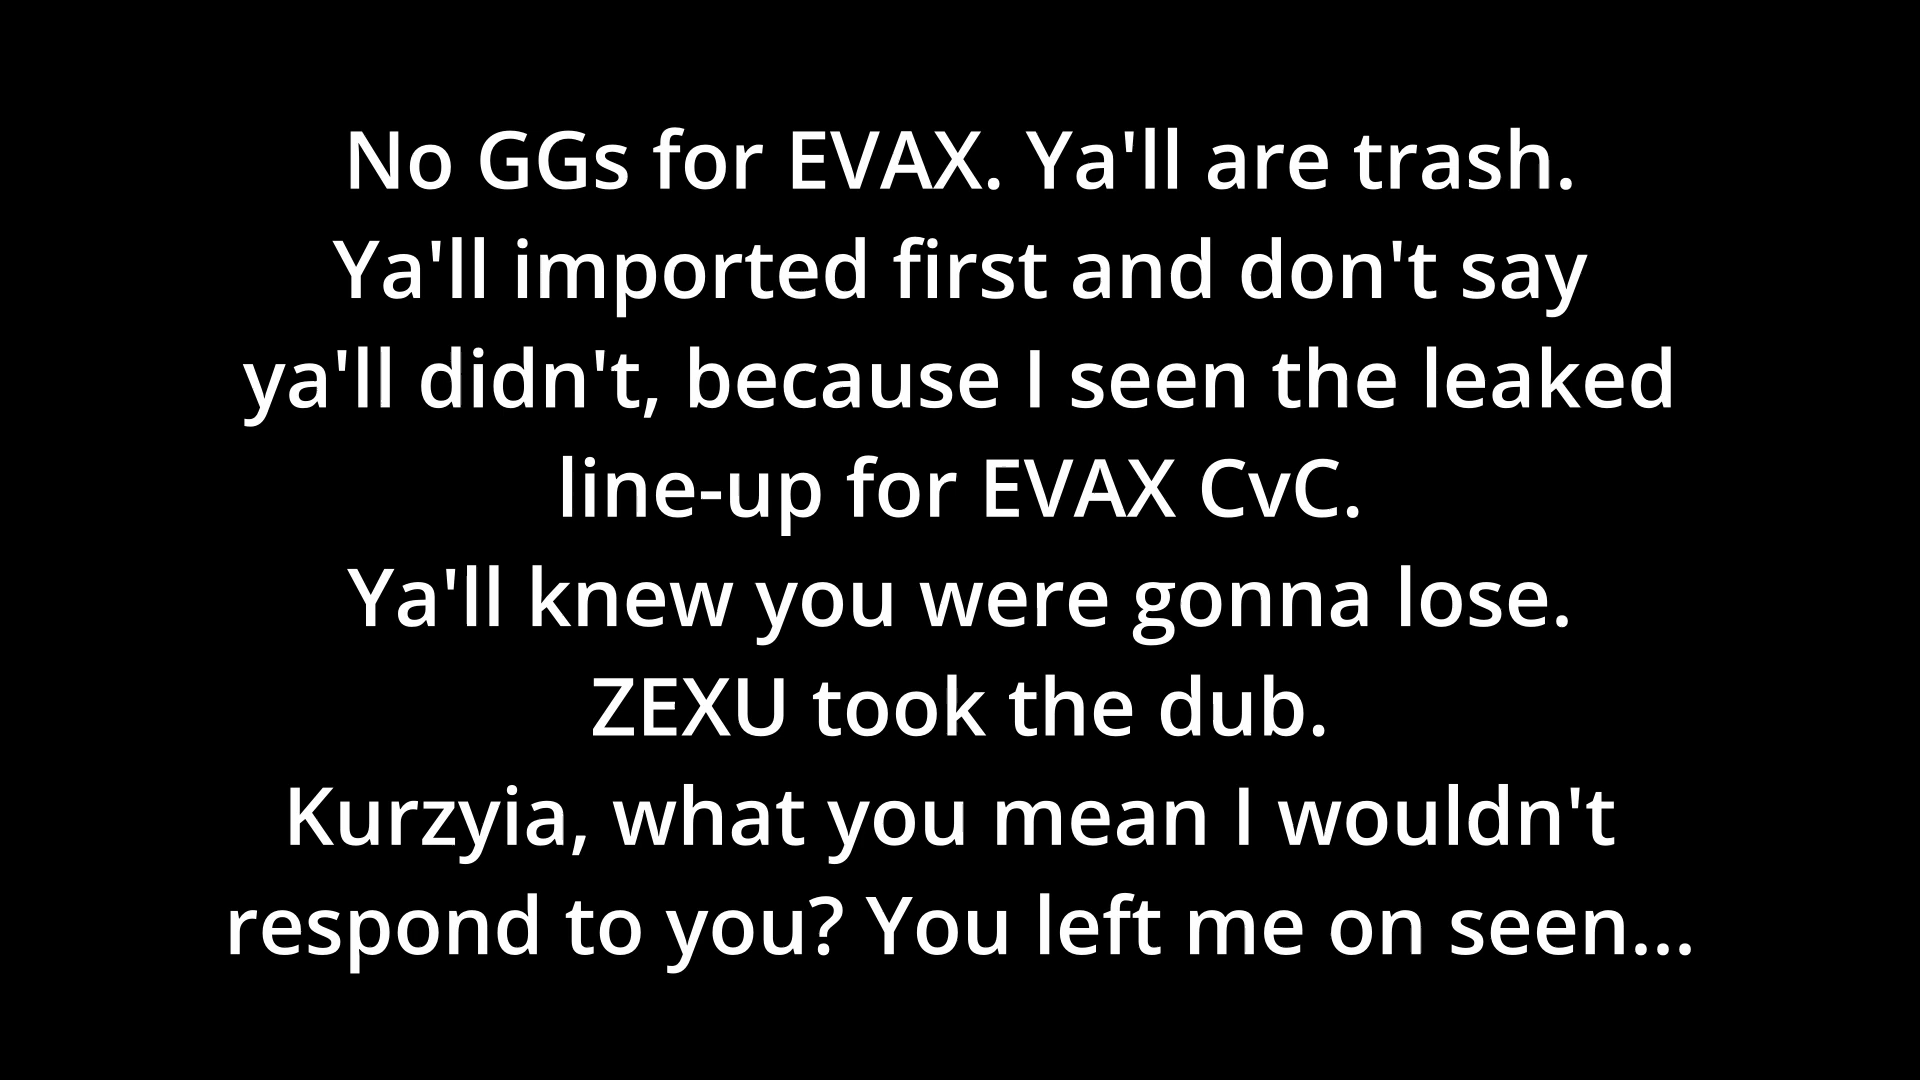 No GGs for EVAX. Ya'll are trash.
Ya'll imported first and don't say
ya'll didn't, because I seen the leaked
line-up for EVAX CvC.
Ya'll knew you were gonna lose.
ZEXU took the dub.
Kurzyia, what you mean I wouldn't
respond to you? You left me on seen...